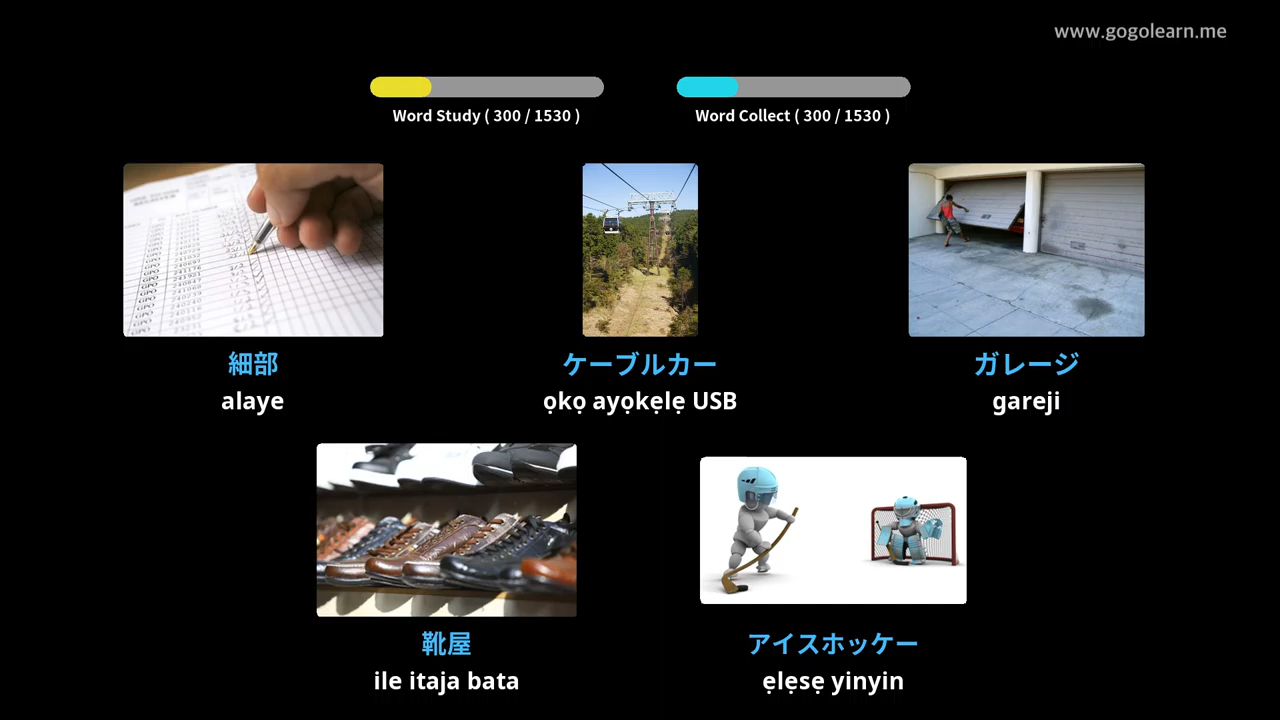 www.gogolearn.me
Word Study ( 300 / 1530 )
Word Collect ( 300 / 1530 )
細部
alaye
ケーブルカー
ọkọ ayọkẹlẹ USB
ガレージ
gareji
靴屋
ile itaja bata
アイスホッケー
ẹlẹsẹ yinyin